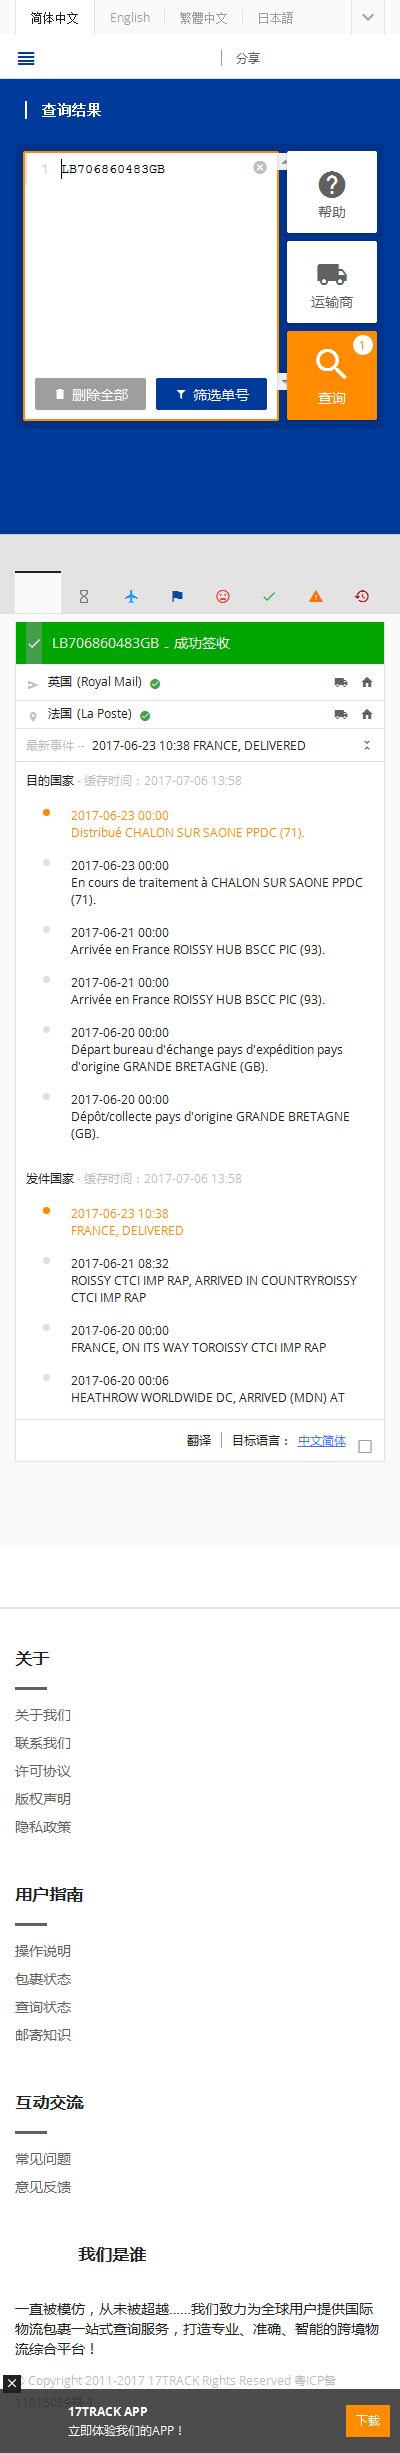 简体中文 English 繁體中文 日本語
分享
查询结果
1 LB706860483GB
帮助
运输商
1
查询
删除全部 筛选单号
LB706860483GB - 成功签收
英国 (Royal Mail)
法国 (La Poste)
最新事件 -- 2017-06-23 10:38 FRANCE, DELIVERED
目的国家 - 缓存时间：2017-07-06 13:58
2017-06-23 00:00
Distribué CHALON SUR SAONE PPDC (71).
2017-06-23 00:00
En cours de traitement à CHALON SUR SAONE PPDC
(71).
2017-06-21 00:00
Arrivée en France ROISSY HUB BSCC PIC (93).
2017-06-21 00:00
Arrivée en France ROISSY HUB BSCC PIC (93).
2017-06-20 00:00
Départ bureau d'échange pays d'expédition pays
d'origine GRANDE BRETAGNE (GB).
2017-06-20 00:00
Dépôt/collecte pays d'origine GRANDE BRETAGNE
(GB).
发件国家 - 缓存时间：2017-07-06 13:58
2017-06-23 10:38
FRANCE, DELIVERED
2017-06-21 08:32
ROISSY CTCI IMP RAP, ARRIVED IN COUNTRYROISSY
CTCI IMP RAP
2017-06-20 00:00
FRANCE, ON ITS WAY TOROISSY CTCI IMP RAP
2017-06-20 00:06
HEATHROW WORLDWIDE DC, ARRIVED (MDN) AT
翻译 目标语言： 中文简体
关于
关于我们
联系我们
许可协议
版权声明
隐私政策
用户指南
操作说明
包裹状态
查询状态
邮寄知识
互动交流
常见问题
意见反馈
我们是谁
一直被模仿，从未被超越......我们致力为全球用户提供国际
物流包裹一站式查询服务，打造专业、准确、智能的跨境物
流综合平台！
© Copyright 2011-2017 17TRACK Rights Reserved 粤ICP备
11015089号-1
17TRACK APP
立即体验我们的APP！
下载